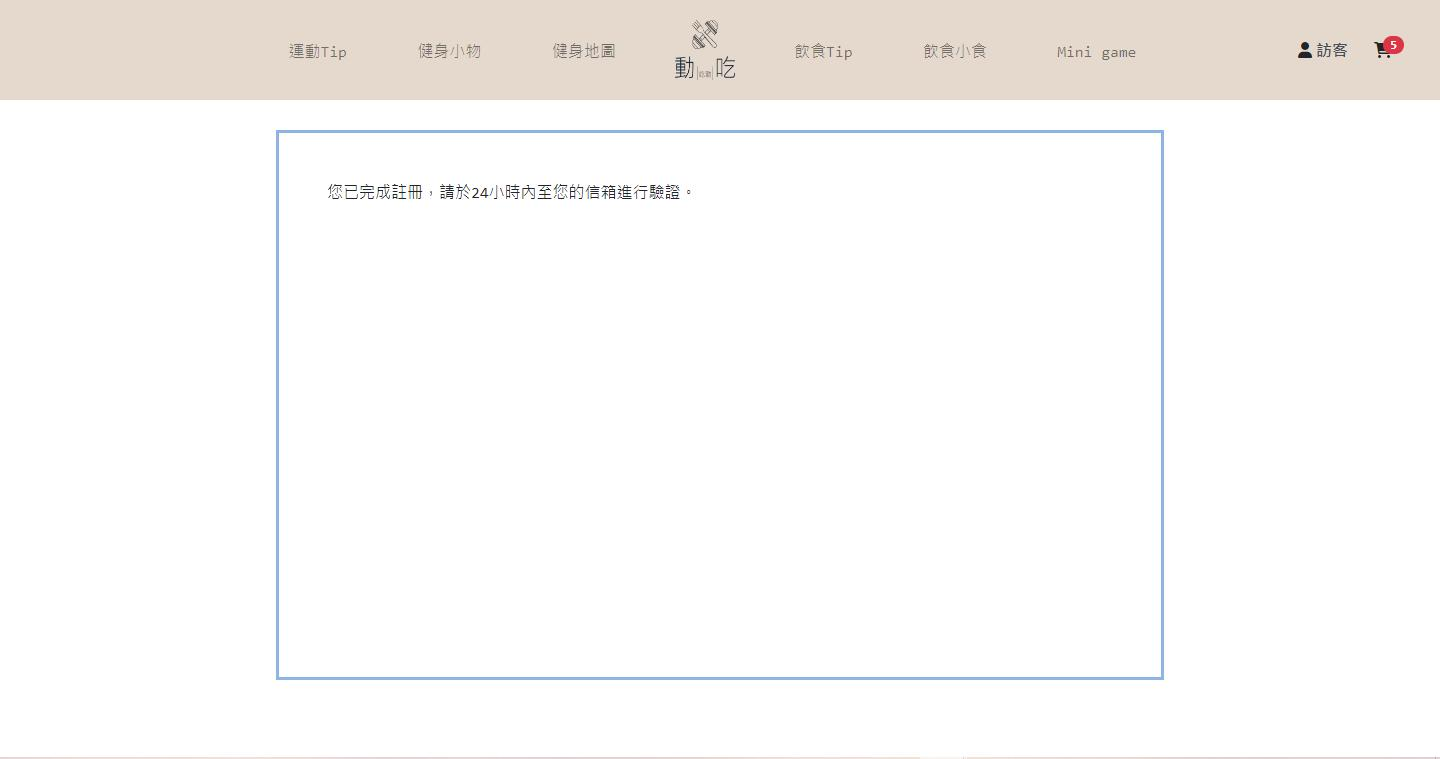 運動Tip
健身小物
健身地圖
動
吃
飲食Tip
飲食小食
Mini game
訪客
5
您已完成註冊，請於24小時內至您的信箱進行驗證。